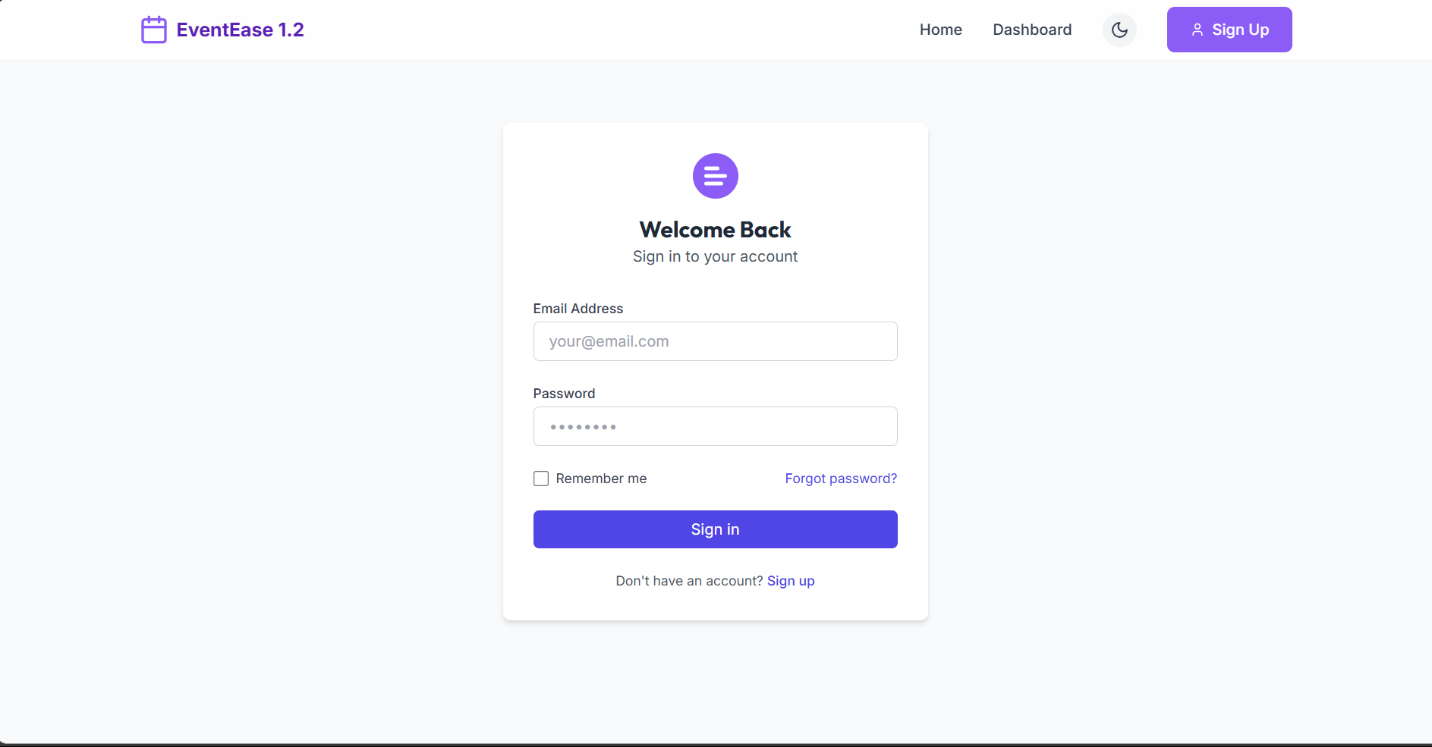 EventEase 1.2
Home
Dashboard
Sign Up
Welcome Back
Sign in to your account
Email Address
your@email.com
Password
••••••••
Remember me
Forgot password?
Sign in
Don't have an account? Sign up